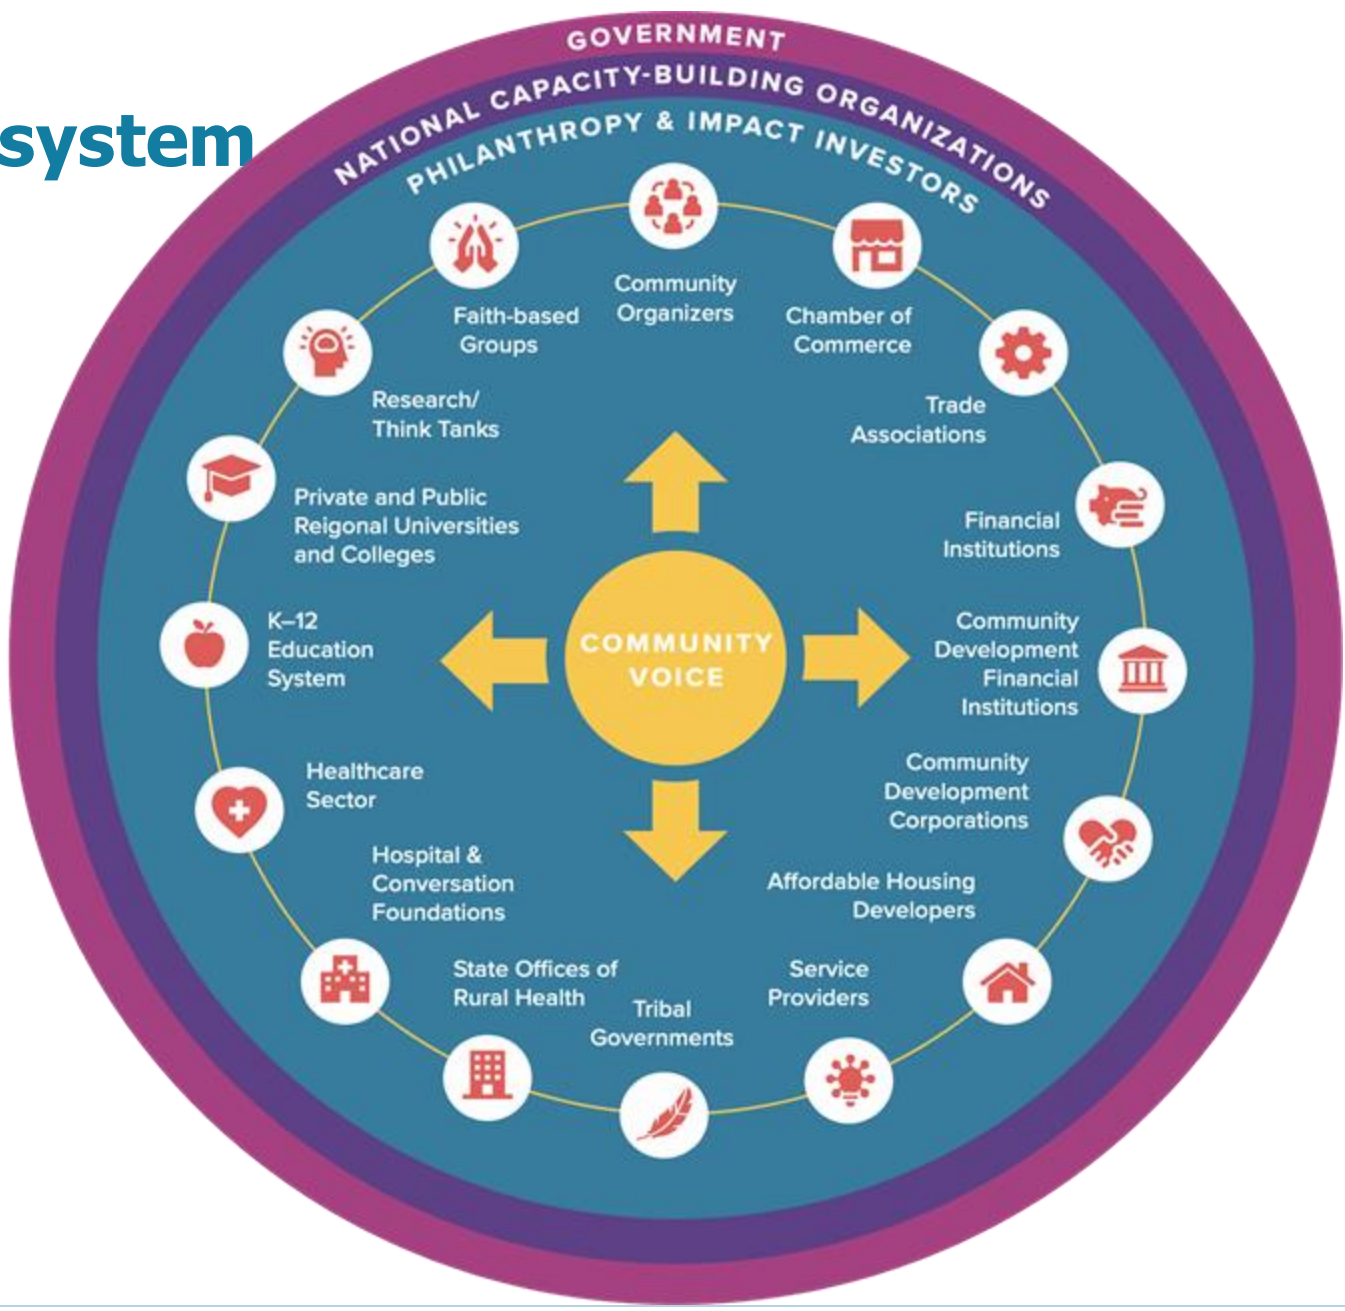 GOVERNMENT
NATIONAL CAPACITY-BUILDING ORGANIZATIONS
PHILANTHROPY & IMPACT INVESTORS
system
Community
Organizers
Chamber of
Commerce
Trade
Associations
Financial
Institutions
Community
Development
Financial
Institutions
Community
Development
Corporations
Affordable Housing
Developers
Service
Providers
Tribal
Governments
State Offices of
Rural Health
Hospital &
Conversation
Foundations
Healthcare
Sector
K–12
Education
System
Private and Public
Reigonal Universities
and Colleges
Research/
Think Tanks
Faith-based
Groups
COMMUNITY
VOICE